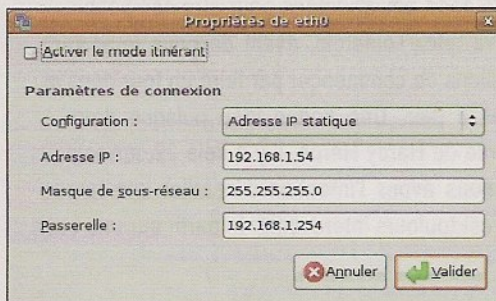 Propriétés de eth0
Activer le mode itinérant
Paramètres de connexion
Configuration : Adresse IP statique
Adresse IP : 192.168.1.54
Masque de sous-réseau : 255.255.255.0
Passerelle : 192.168.1.254
Annuler Valider